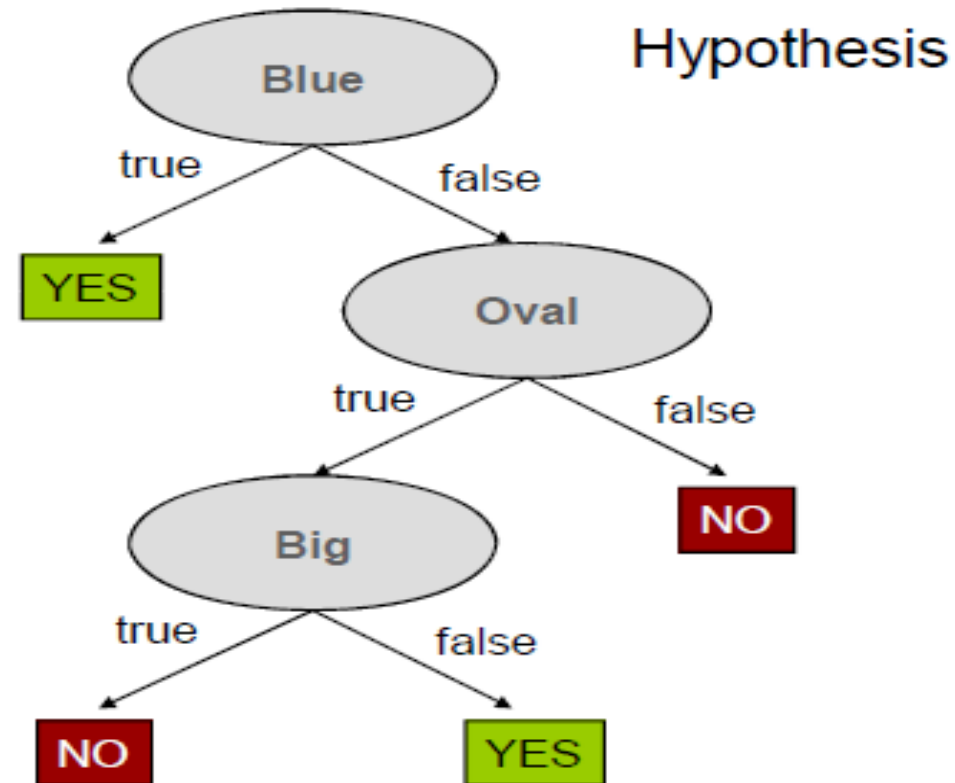 Hypothesis
Blue
true
false
YES
Oval
true
false
Big
NO
true
false
NO
YES